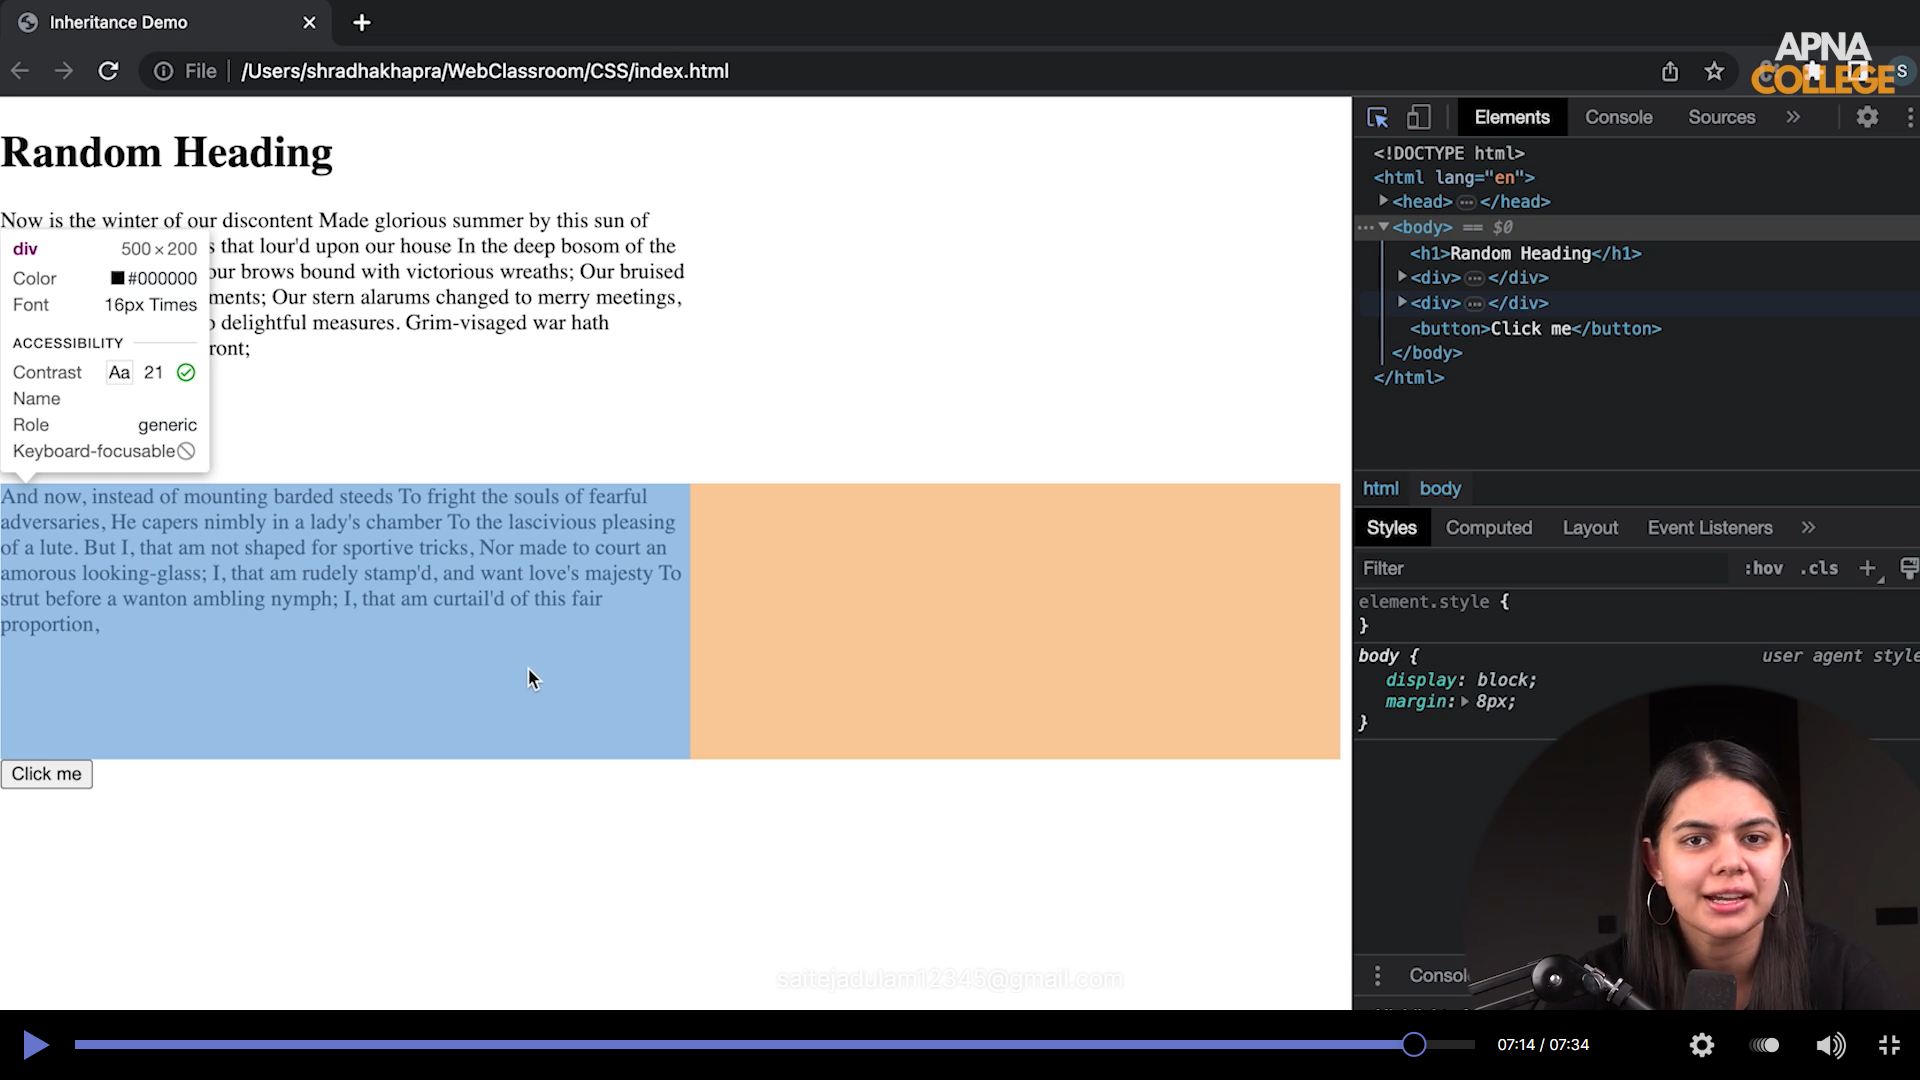 Inheritance Demo
File /Users/shradhakhapra/WebClassroom/CSS/index.html
APNA
COLLEGE
S
Random Heading
Now is the winter of our discontent Made glorious summer by this sun of
s that lour'd upon our house In the deep bosom of the
our brows bound with victorious wreaths; Our bruised
ments; Our stern alarums changed to merry meetings,
o delightful measures. Grim-visaged war hath
ront;
div 500×200
Color #000000
Font 16px Times
ACCESSIBILITY
Contrast Aa 21
Name
Role generic
Keyboard-focusable
And now, instead of mounting barded steeds To fright the souls of fearful
adversaries, He capers nimbly in a lady's chamber To the lascivious pleasing
of a lute. But I, that am not shaped for sportive tricks, Nor made to court an
amorous looking-glass; I, that am rudely stamp'd, and want love's majesty To
strut before a wanton ambling nymph; I, that am curtail'd of this fair
proportion,
Click me
saitejadulam12345@gmail.com
Elements Console Sources »
<!DOCTYPE html>
<html lang="en">
<head> … </head>
… <body> == $0
<h1>Random Heading</h1>
<div> … </div>
<div> … </div>
<button>Click me</button>
</body>
</html>
html body
Styles Computed Layout Event Listeners »
Filter :hov .cls +
element.style {
}
body { user agent style
display: block;
margin: 8px;
}
Consol
07:14 / 07:34